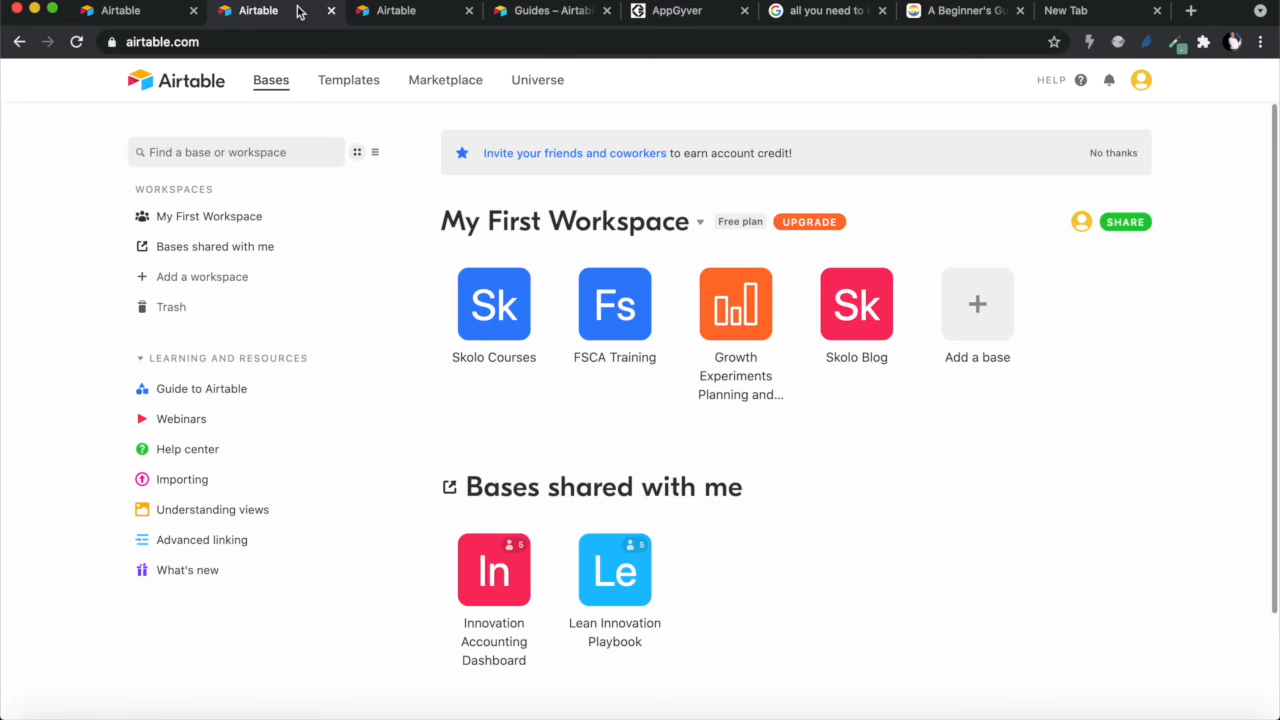 Airtable
Airtable
Airtable
Guides – Airtab
AppGyver
all you need to k
A Beginner's Gu
New Tab
airtable.com
Airtable
Bases
Templates
Marketplace
Universe
HELP
Find a base or workspace
Invite your friends and coworkers to earn account credit!
No thanks
WORKSPACES
My First Workspace
Bases shared with me
Add a workspace
Trash
LEARNING AND RESOURCES
Guide to Airtable
Webinars
Help center
Importing
Understanding views
Advanced linking
What's new
My First Workspace
Free plan
UPGRADE
SHARE
Sk
Skolo Courses
Fs
FSCA Training
Growth
Experiments
Planning and...
Sk
Skolo Blog
Add a base
Bases shared with me
5
In
Innovation
Accounting
Dashboard
5
Le
Lean Innovation
Playbook